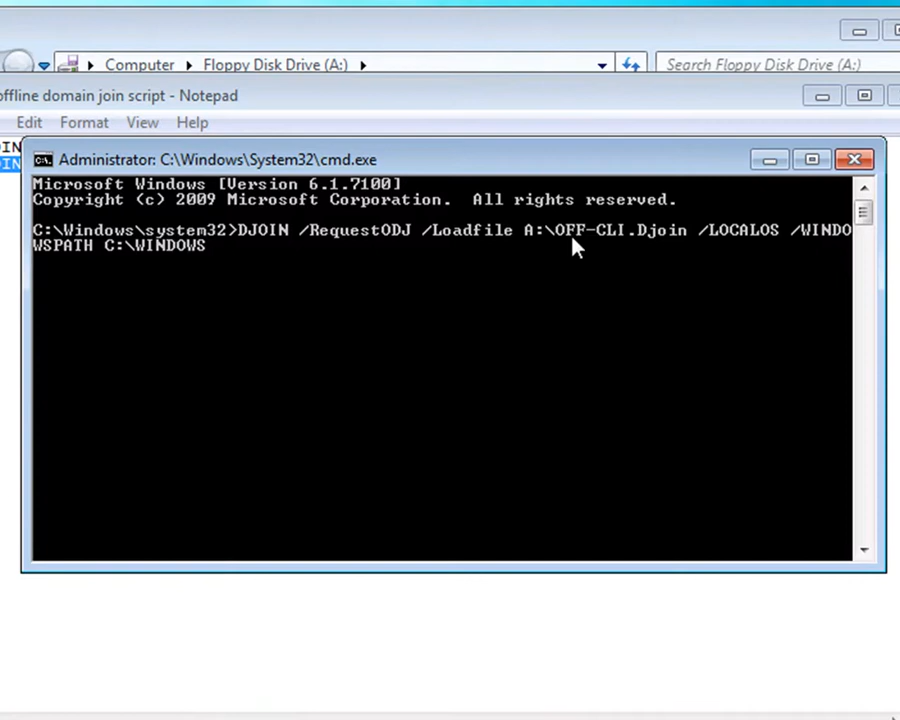 Computer Floppy Disk Drive (A:) Search Floppy Disk Drive (A:)
offline domain join script - Notepad
Edit Format View Help
Administrator: C:\Windows\System32\cmd.exe
Microsoft Windows [Version 6.1.7100]
Copyright (c) 2009 Microsoft Corporation.  All rights reserved.
C:\Windows\system32>DJOIN /RequestODJ /Loadfile A:\OFF-CLI.Djoin /LOCALOS /WINDO
WSPATH C:\WINDOWS